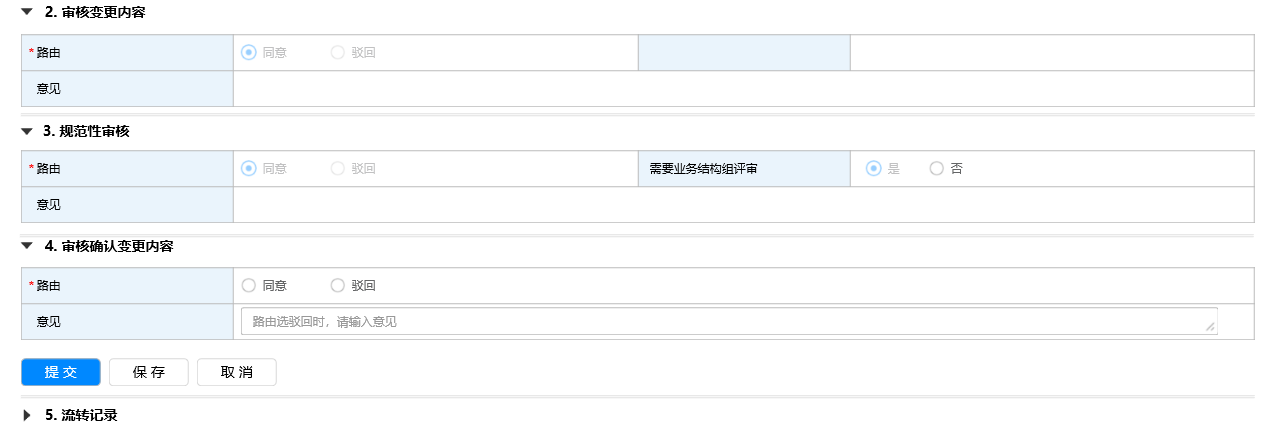 2. 审核变更内容
*路由 同意 驳回
意见
3. 规范性审核
*路由 同意 驳回 需要业务结构组评审 是 否
意见
4. 审核确认变更内容
*路由 同意 驳回
意见 路由选驳回时，请输入意见
提交 保存 取消
5. 流转记录